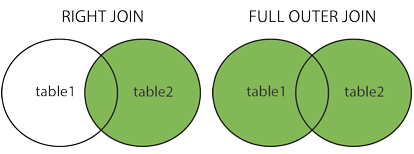 RIGHT JOIN
table1
table2
FULL OUTER JOIN
table1
table2